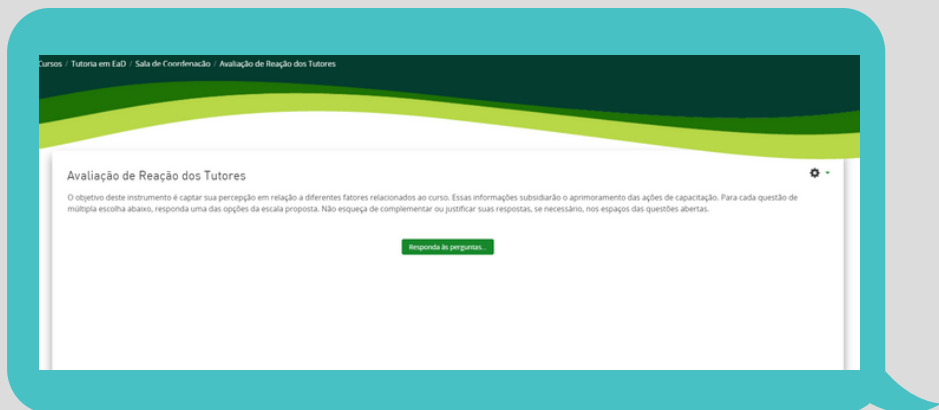 Cursos / Tutoria em EaD / Sala de Coordenação / Avaliação de Reação dos Tutores
Avaliação de Reação dos Tutores
O objetivo deste instrumento é captar sua percepção em relação a diferentes fatores relacionados ao curso. Essas informações subsidiarão o aprimoramento das ações de capacitação. Para cada questão de
múltipla escolha abaixo, responda uma das opções da escala proposta. Não esqueça de complementar ou justificar suas respostas, se necessário, nos espaços das questões abertas.
Responda às perguntas...